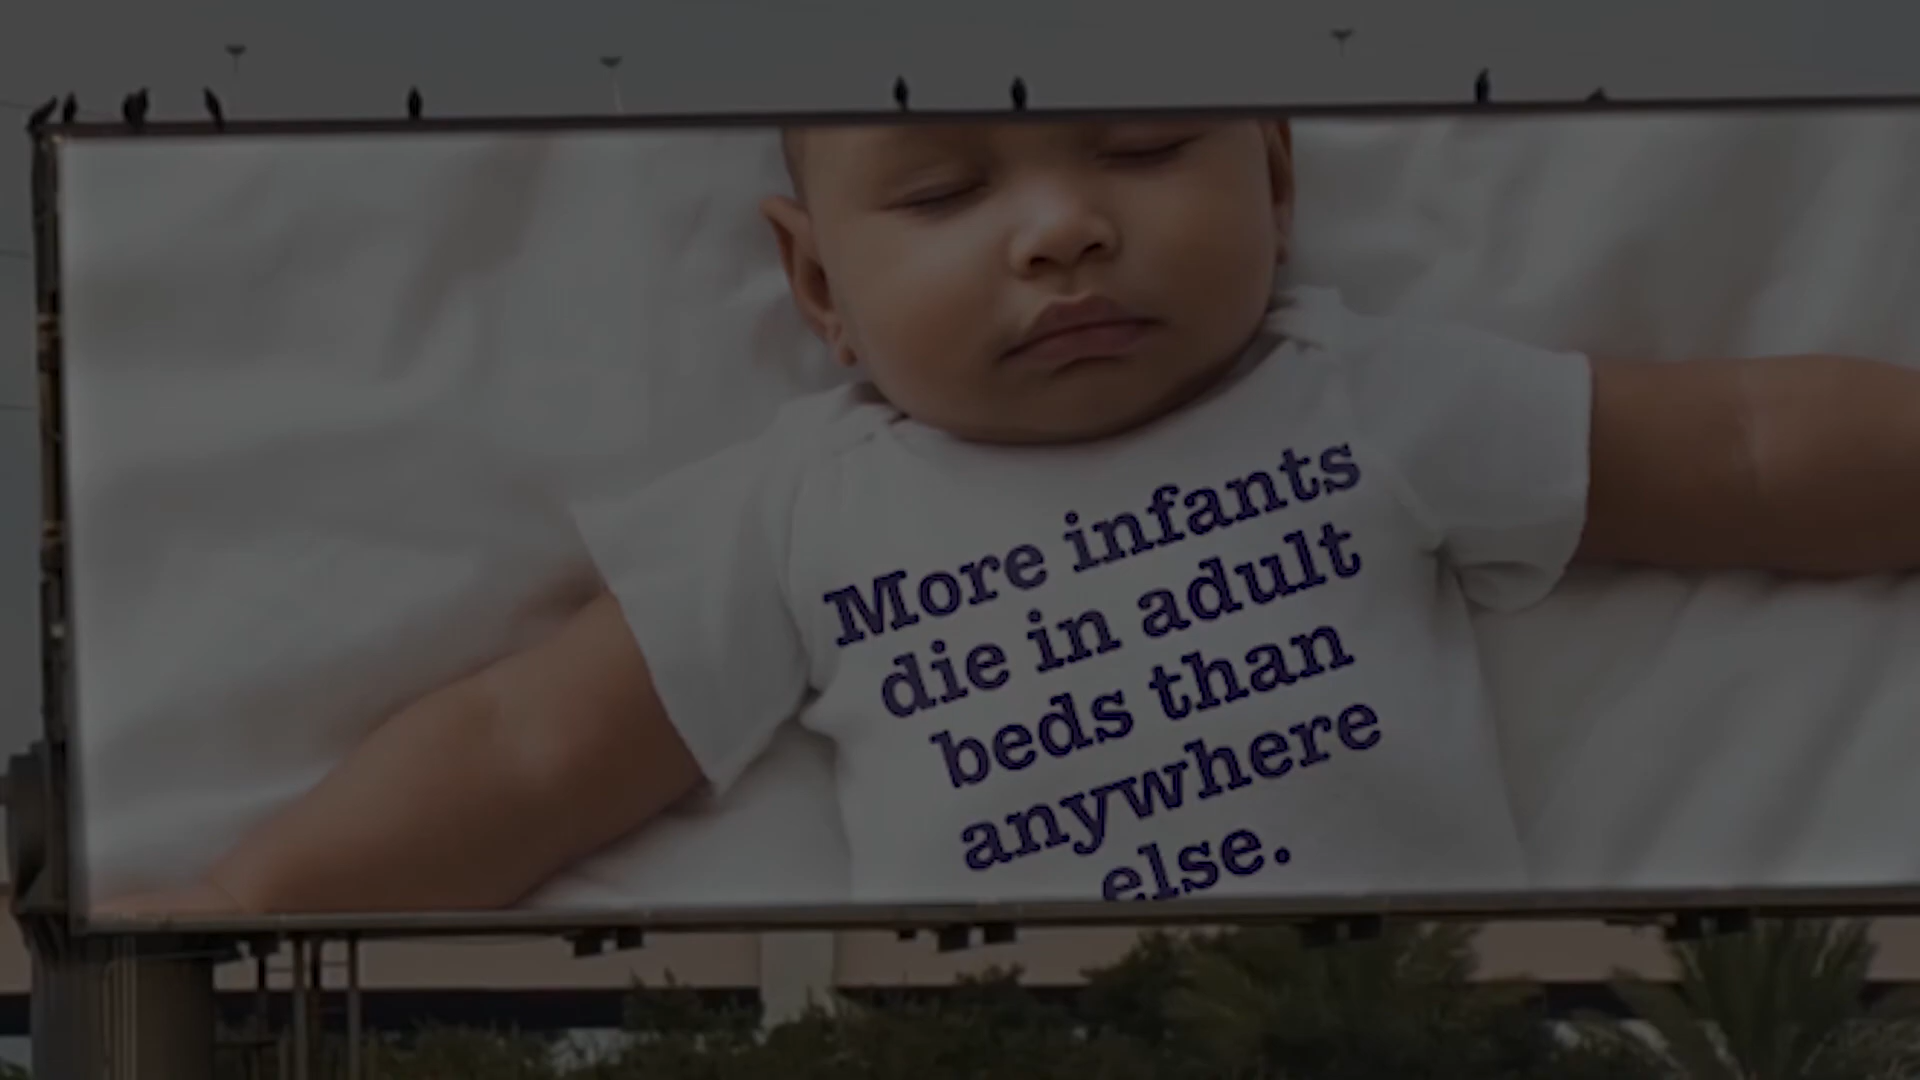 More infants
die in adult
beds than
anywhere
else.